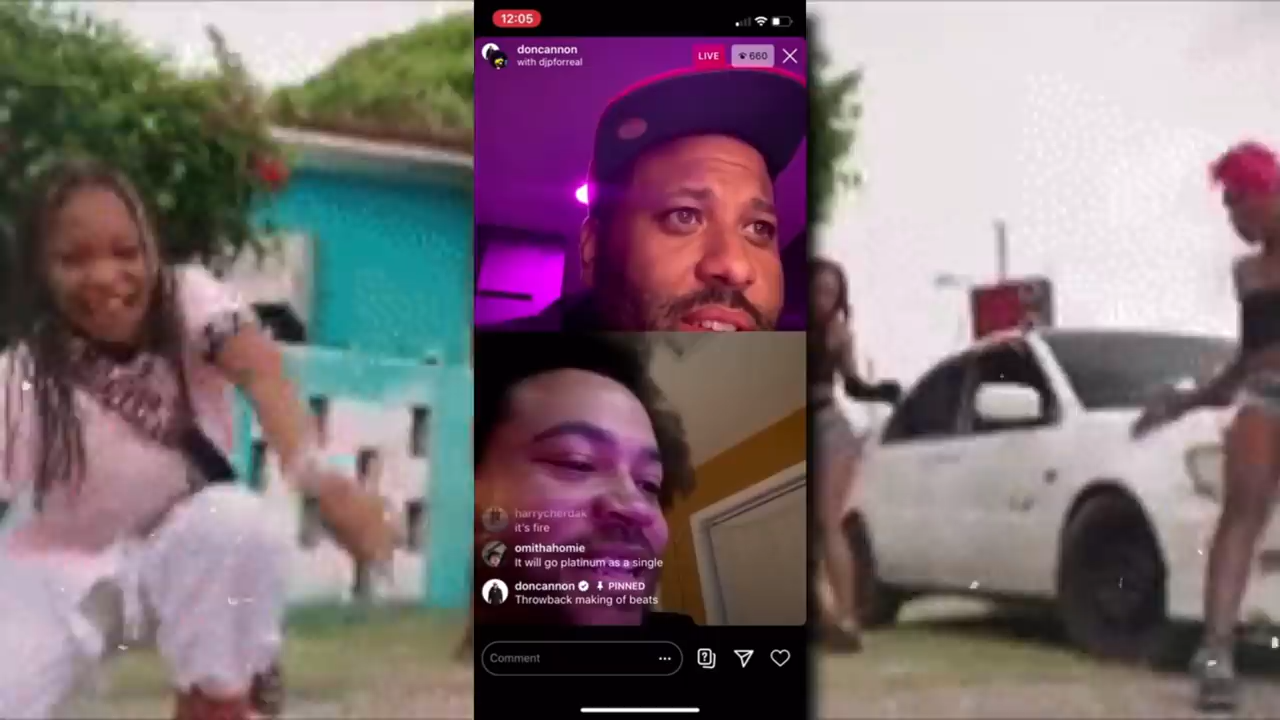 12:05
doncannon
with djpforreal
LIVE
660
harrycherdak
it's fire
omithahomie
It will go platinum as a single
doncannon PINNED
Throwback making of beats
Comment